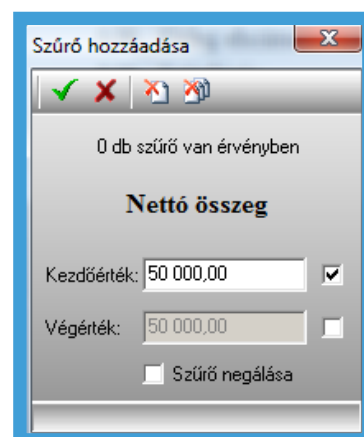 Szűrő hozzáadása
0 db szűrő van érvényben
Nettó összeg
Kezdőérték: 50 000,00
Végérték: 50 000,00
Szűrő negálása